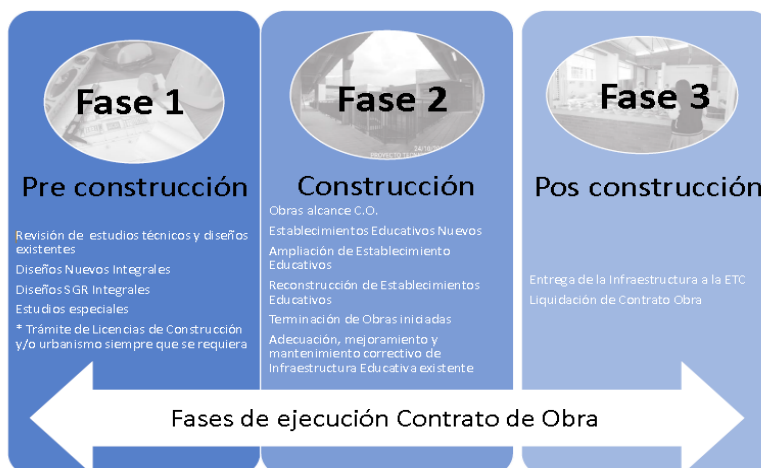 Fase 1
Pre construcción
Revisión de estudios técnicos y diseños
existentes
Diseños Nuevos Integrales
Diseños SGR Integrales
Estudios especiales
* Trámite de Licencias de Construcción
y/o urbanismo siempre que se requiera
Fase 2
Construcción
Obras alcance C.O.
Establecimientos Educativos Nuevos
Ampliación de Establecimiento
Educativos
Reconstrucción de Establecimientos
Educativos
Terminación de Obras iniciadas
Adecuación, mejoramiento y
mantenimiento correctivo de
Infraestructura Educativa existente
Fase 3
Pos construcción
Entrega de la Infraestructura a la ETC
Liquidación de Contrato Obra
Fases de ejecución Contrato de Obra